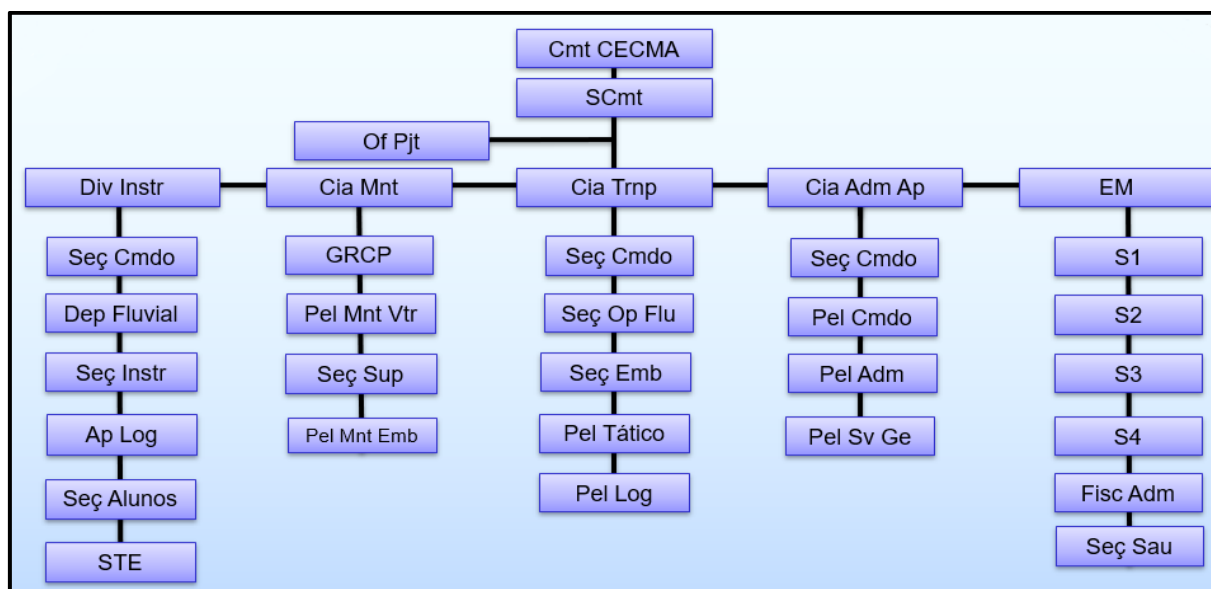 Cmt CECMA
SCmt
Of Pjt
Div Instr
Cia Mnt
Cia Trnp
Cia Adm Ap
EM
Seç Cmdo
GRCP
Seç Cmdo
Seç Cmdo
S1
Dep Fluvial
Pel Mnt Vtr
Seç Op Flu
Pel Cmdo
S2
Seç Instr
Seç Sup
Seç Emb
Pel Adm
S3
Ap Log
Pel Mnt Emb
Pel Tático
Pel Sv Ge
S4
Seç Alunos
Pel Log
Fisc Adm
STE
Seç Sau